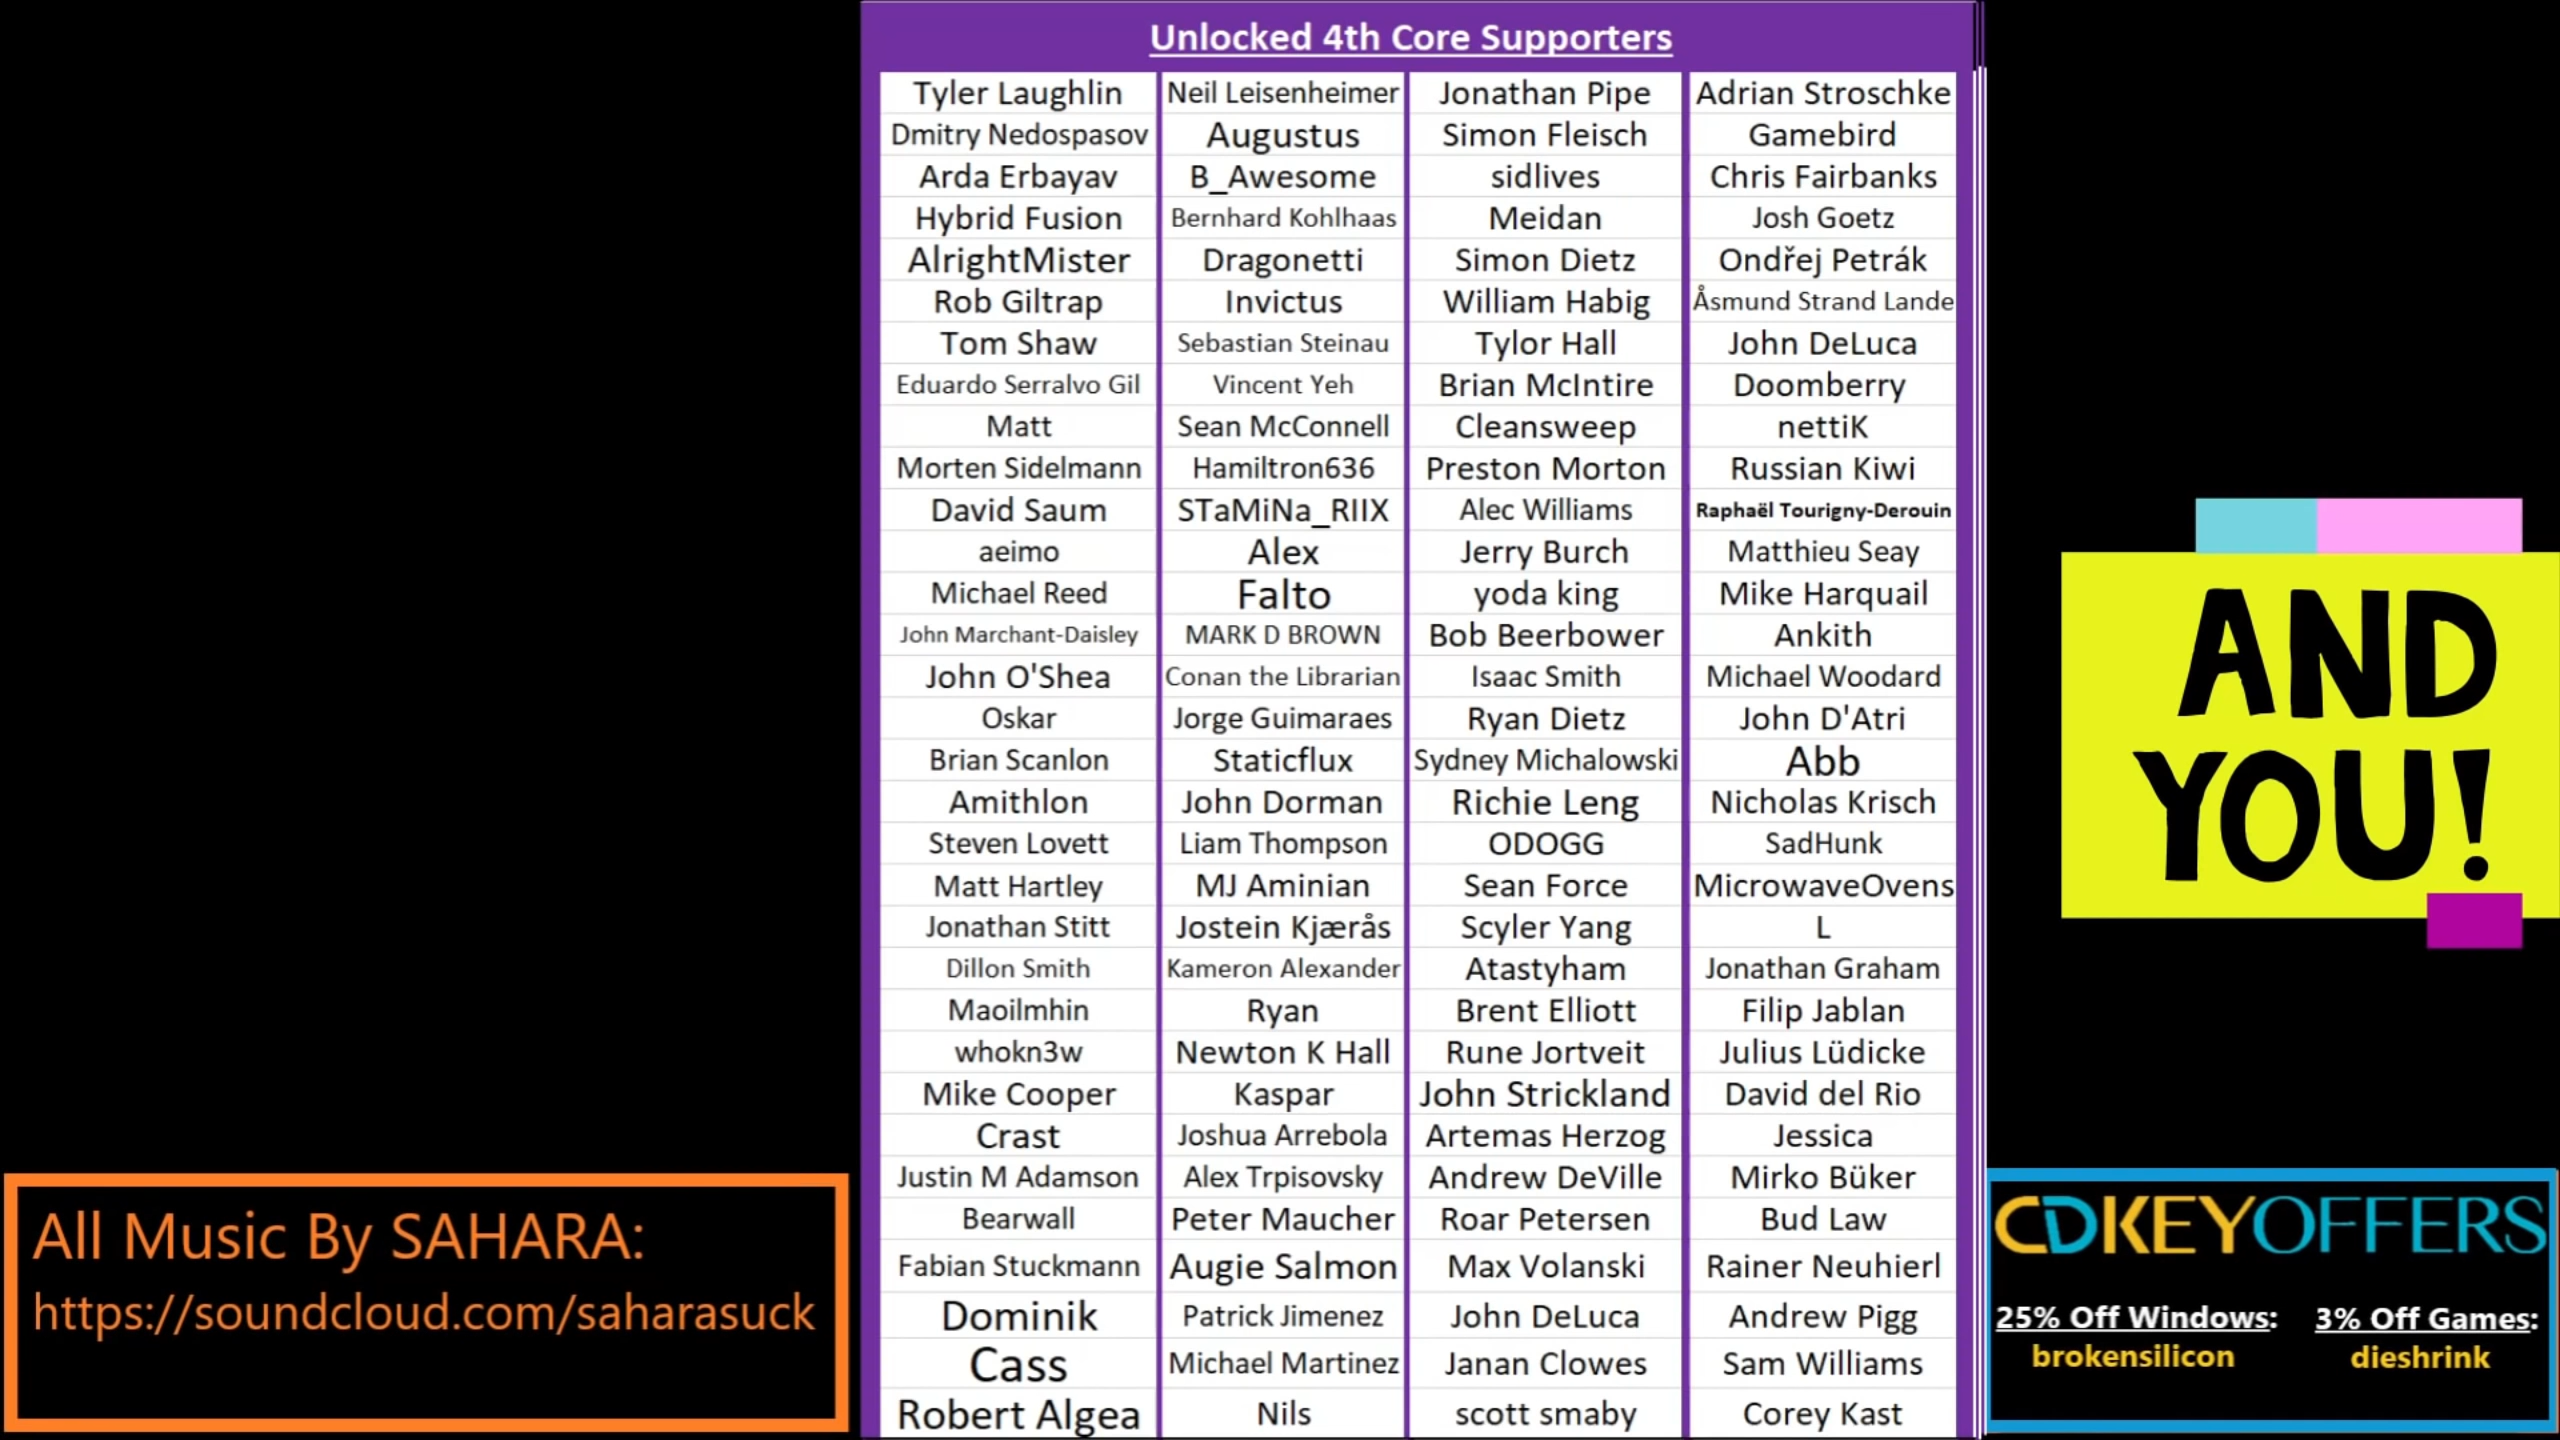 Unlocked 4th Core Supporters
Tyler Laughlin Neil Leisenheimer Jonathan Pipe Adrian Stroschke
Dmitry Nedospasov Augustus Simon Fleisch Gamebird
Arda Erbayav B_Awesome sidlives Chris Fairbanks
Hybrid Fusion Bernhard Kohlhaas Meidan Josh Goetz
AlrightMister Dragonetti Simon Dietz Ondřej Petrák
Rob Giltrap Invictus William Habig Åsmund Strand Lande
Tom Shaw Sebastian Steinau Tylor Hall John DeLuca
Eduardo Serralvo Gil Vincent Yeh Brian McIntire Doomberry
Matt Sean McConnell Cleansweep nettiK
Morten Sidelmann Hamiltron636 Preston Morton Russian Kiwi
David Saum STaMiNa_RIIX Alec Williams Raphaël Tourigny-Derouin
aeimo Alex Jerry Burch Matthieu Seay
Michael Reed Falto yoda king Mike Harquail
John Marchant-Daisley MARK D BROWN Bob Beerbower Ankith
John O'Shea Conan the Librarian Isaac Smith Michael Woodard
Oskar Jorge Guimaraes Ryan Dietz John D'Atri
Brian Scanlon Staticflux Sydney Michalowski Abb
Amithlon John Dorman Richie Leng Nicholas Krisch
Steven Lovett Liam Thompson ODOGG SadHunk
Matt Hartley MJ Aminian Sean Force MicrowaveOvens
Jonathan Stitt Jostein Kjærås Scyler Yang L
Dillon Smith Kameron Alexander Atastyham Jonathan Graham
Maoilmhin Ryan Brent Elliott Filip Jablan
whokn3w Newton K Hall Rune Jortveit Julius Lüdicke
Mike Cooper Kaspar John Strickland David del Rio
Crast Joshua Arrebola Artemas Herzog Jessica
Justin M Adamson Alex Trpisovsky Andrew DeVille Mirko Büker
Bearwall Peter Maucher Roar Petersen Bud Law
Fabian Stuckmann Augie Salmon Max Volanski Rainer Neuhierl
Dominik Patrick Jimenez John DeLuca Andrew Pigg
Cass Michael Martinez Janan Clowes Sam Williams
Robert Algea Nils scott smaby Corey Kast
AND
YOU!
All Music By SAHARA:
https://soundcloud.com/saharasuck
CDKEYOFFERS
25% Off Windows: 3% Off Games:
brokensilicon dieshrink